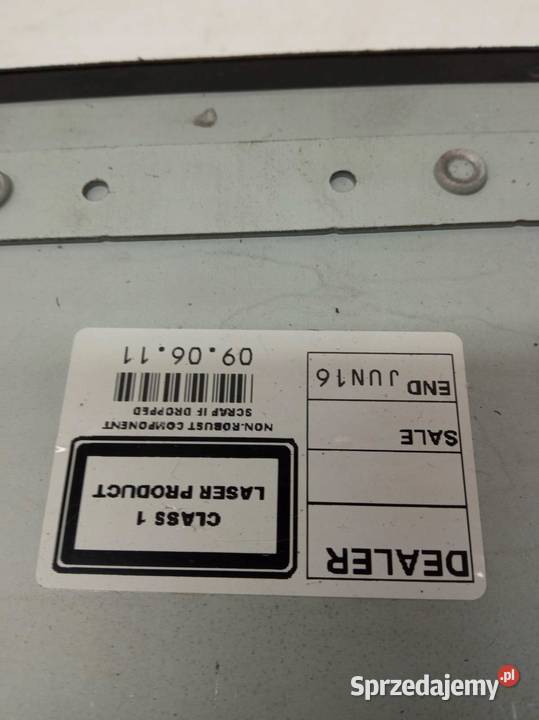 DEALER
SALE
END JUN16
CLASS 1
LASER PRODUCT
NON-ROBUST COMPONENT
SCRAP IF DROPPED
09.06.11
Sprzedajemy.pl